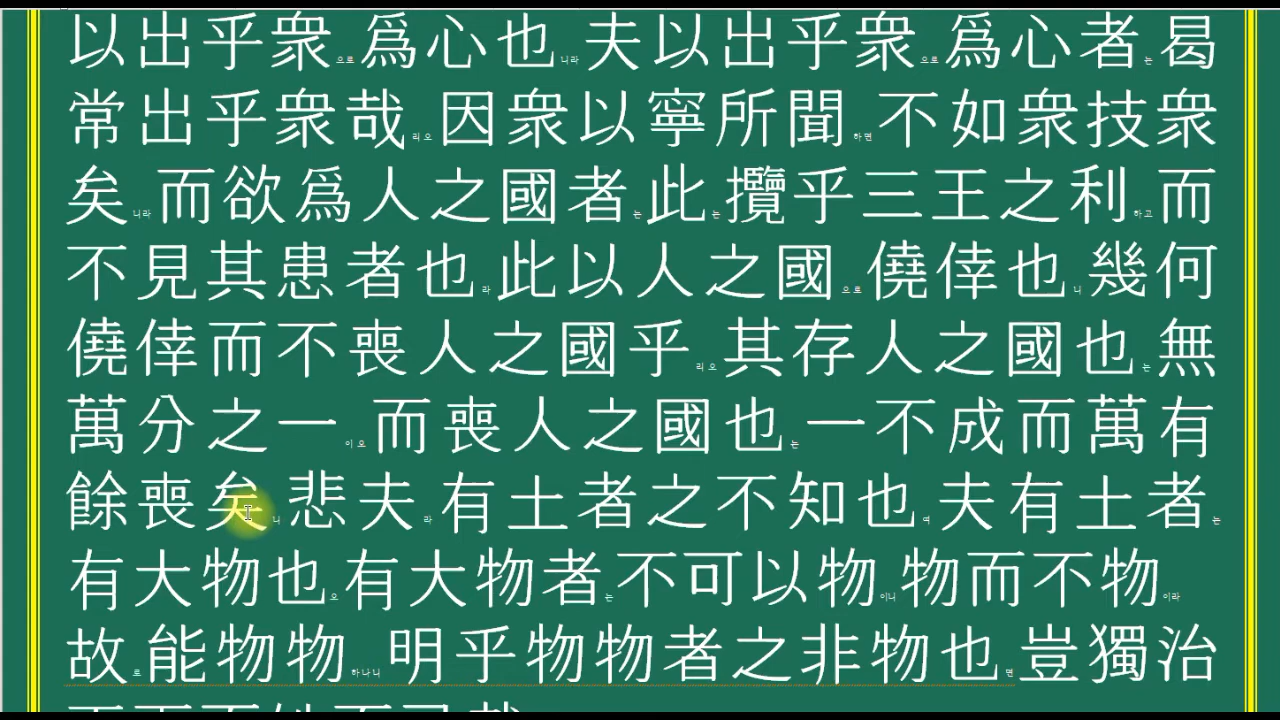 以出乎衆으로 爲心也니라 夫以出乎衆으로 爲心者는 曷
常出乎衆哉리오 因衆以寧所聞하면 不如衆技衆
矣니라 而欲爲人之國者는 此는 攬乎三王之利하고 而
不見其患者也라 此以人之國으로 僥倖也니 幾何
僥倖而不喪人之國乎리오 其存人之國也는 無
萬分之一이오 而喪人之國也는 一不成而萬有
餘喪矣니 悲夫라 有土者之不知也여 夫有土者는
有大物也오 有大物者는 不可以物이니 物而不物이라
故로 能物物하나니 明乎物物者之非物也면 豈獨治